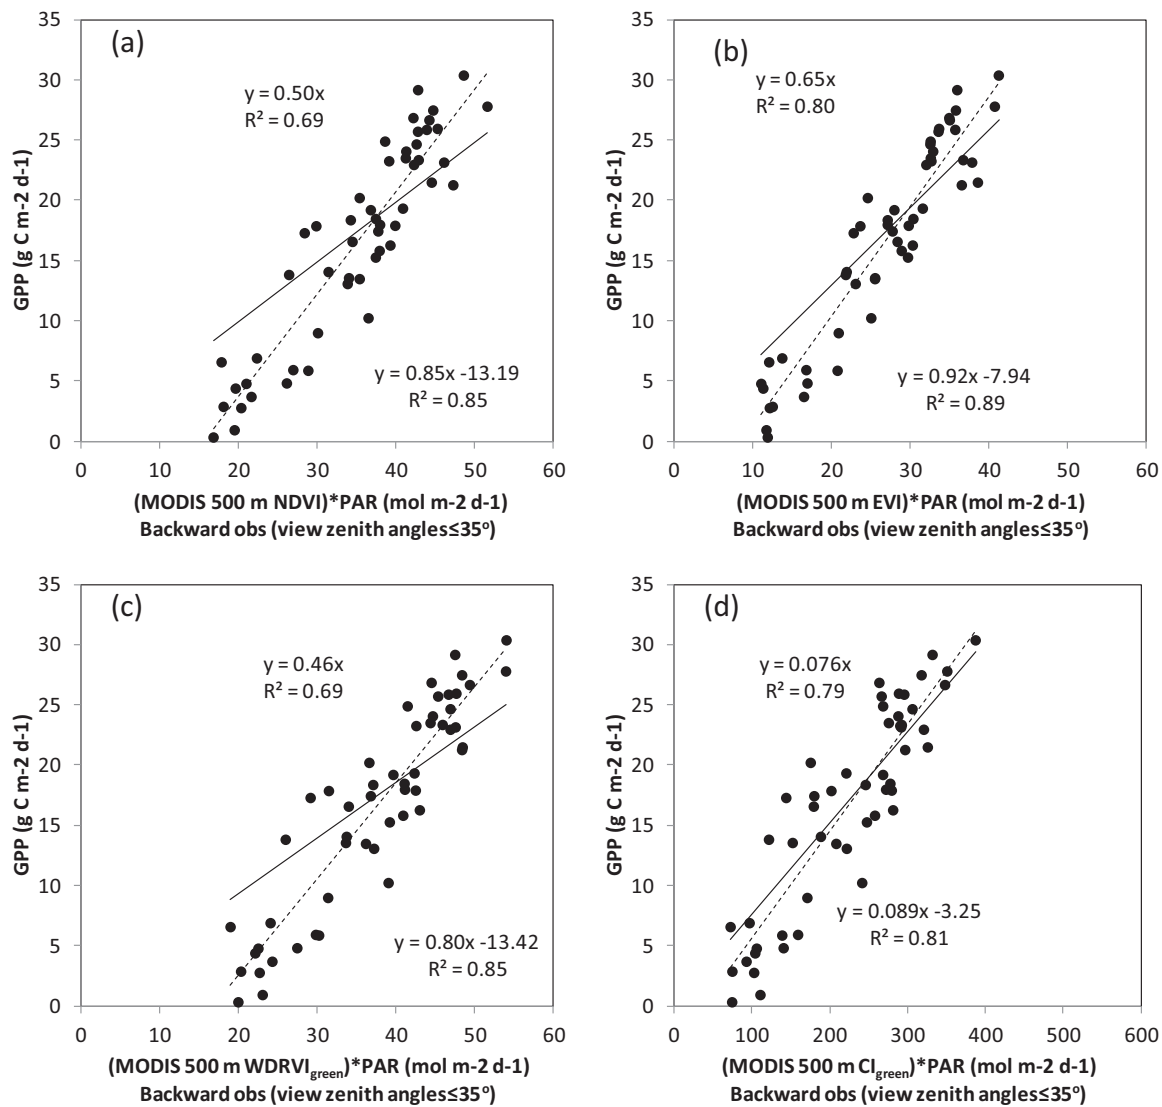 (a)
y = 0.50x
R² = 0.69
y = 0.85x -13.19
R² = 0.85
GPP (g C m-2 d-1)
35
30
25
20
15
10
5
0
0 10 20 30 40 50 60
(MODIS 500 m NDVI)*PAR (mol m-2 d-1)
Backward obs (view zenith angles≤35°)
(b)
y = 0.65x
R² = 0.80
y = 0.92x -7.94
R² = 0.89
GPP (g C m-2 d-1)
35
30
25
20
15
10
5
0
0 10 20 30 40 50 60
(MODIS 500 m EVI)*PAR (mol m-2 d-1)
Backward obs (view zenith angles≤35°)
(c)
y = 0.46x
R² = 0.69
y = 0.80x -13.42
R² = 0.85
GPP (g C m-2 d-1)
35
30
25
20
15
10
5
0
0 10 20 30 40 50 60
(MODIS 500 m WDRVIgreen)*PAR (mol m-2 d-1)
Backward obs (view zenith angles≤35°)
(d)
y = 0.076x
R² = 0.79
y = 0.089x -3.25
R² = 0.81
GPP (g C m-2 d-1)
35
30
25
20
15
10
5
0
0 100 200 300 400 500 600
(MODIS 500 m CIgreen)*PAR (mol m-2 d-1)
Backward obs (view zenith angles≤35°)